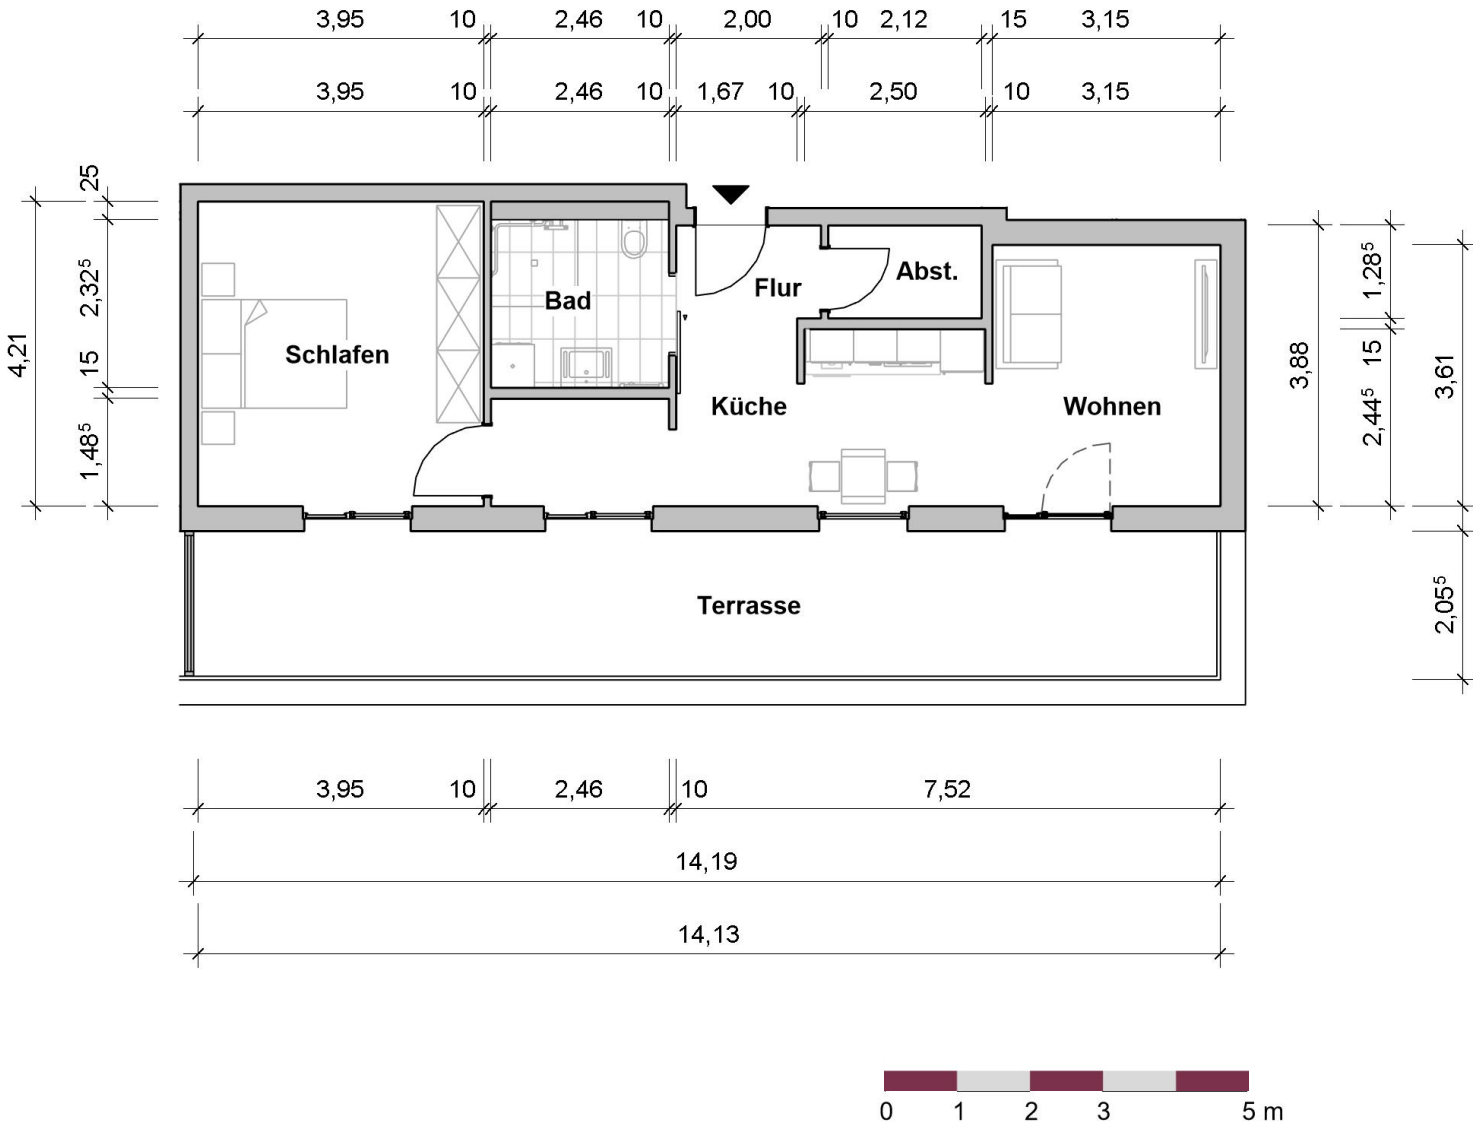 3,95 10 2,46 10 2,00 10 2,12 15 3,15
3,95 10 2,46 10 1,67 10 2,50 10 3,15
25
2,32⁵
15
1,48⁵
4,21
Schlafen
Bad
Flur
Abst.
Küche
Wohnen
Terrasse
3,88
1,28⁵
15
2,44⁵
3,61
2,05⁵
3,95 10 2,46 10 7,52
14,19
14,13
0 1 2 3 5 m